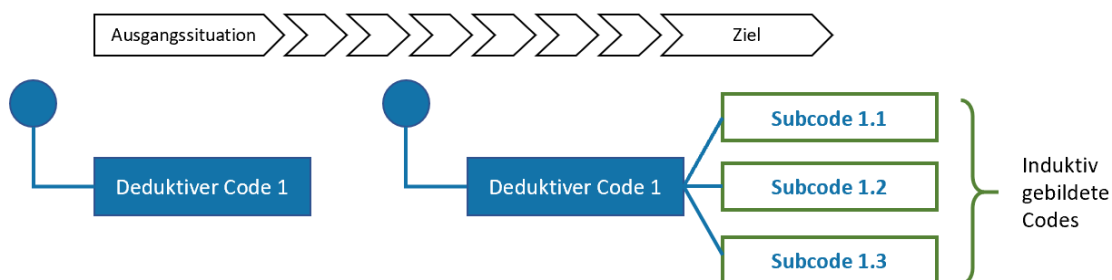 Ausgangssituation
Ziel
Deduktiver Code 1
Deduktiver Code 1
Subcode 1.1
Subcode 1.2
Subcode 1.3
Induktiv
gebildete
Codes